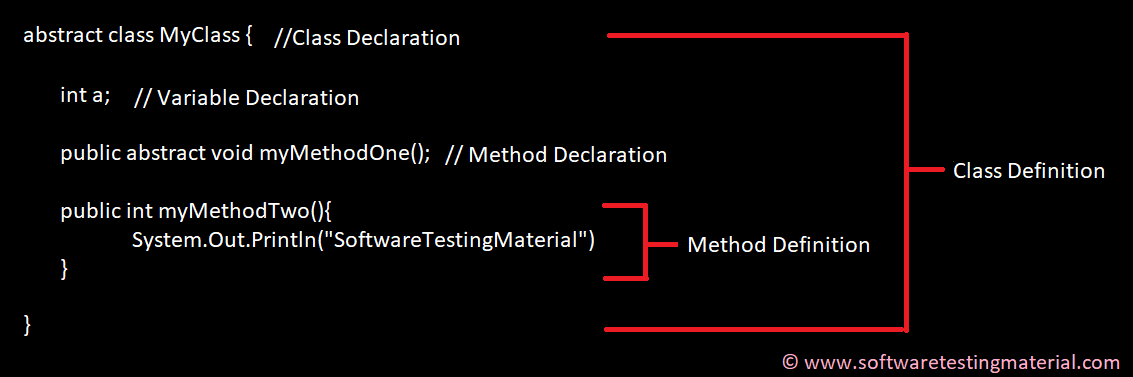 abstract class MyClass { //Class Declaration
int a; // Variable Declaration
public abstract void myMethodOne(); // Method Declaration
Class Definition
public int myMethodTwo(){
System.Out.Println("SoftwareTestingMaterial")
Method Definition
}
}
© www.softwaretestingmaterial.com